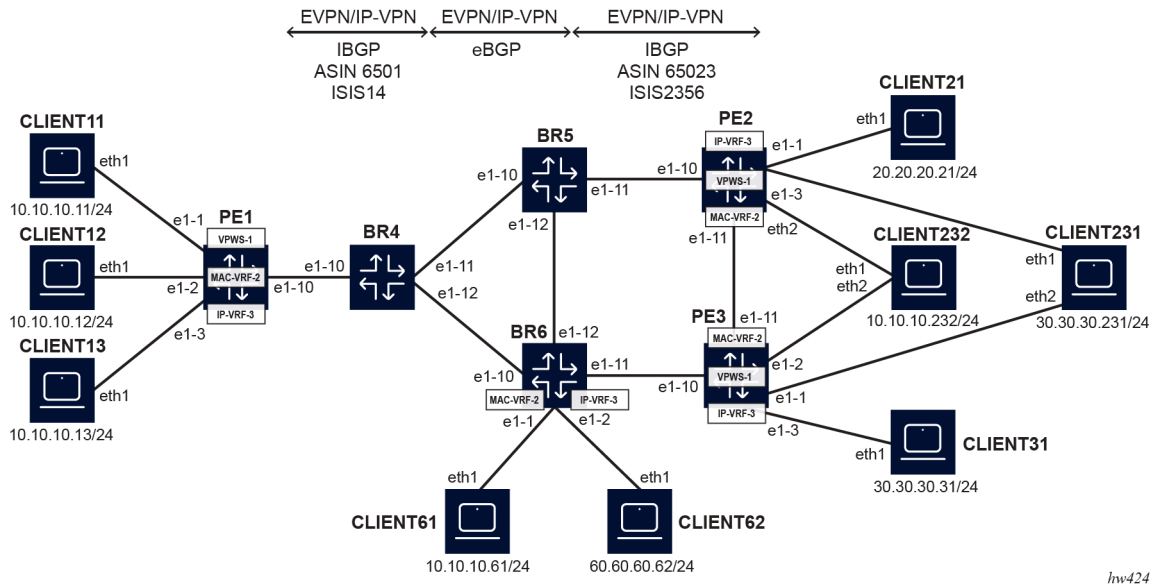 EVPN/IP-VPN
EVPN/IP-VPN
EVPN/IP-VPN
IBGP
ASIN 6501
ISIS14
eBGP
IBGP
ASIN 65023
ISIS2356
CLIENT11
eth1
10.10.10.11/24
CLIENT12
eth1
10.10.10.12/24
CLIENT13
eth1
10.10.10.13/24
e1-1
e1-2
e1-3
PE1
VPWS-1
MAC-VRF-2
IP-VRF-3
e1-10
BR4
e1-10
e1-11
e1-12
BR5
e1-10
e1-11
e1-12
BR6
e1-12
e1-10
e1-11
MAC-VRF-2
IP-VRF-3
e1-1
e1-2
PE2
IP-VRF-3
VPWS-1
MAC-VRF-2
e1-10
e1-1
e1-3
eth2
e1-11
PE3
e1-11
MAC-VRF-2
VPWS-1
IP-VRF-3
e1-10
e1-2
e1-1
e1-3
CLIENT21
eth1
20.20.20.21/24
CLIENT232
eth1
eth2
10.10.10.232/24
CLIENT231
eth1
eth2
30.30.30.231/24
CLIENT31
eth1
30.30.30.31/24
eth1
CLIENT61
10.10.10.61/24
eth1
CLIENT62
60.60.60.62/24
hw424